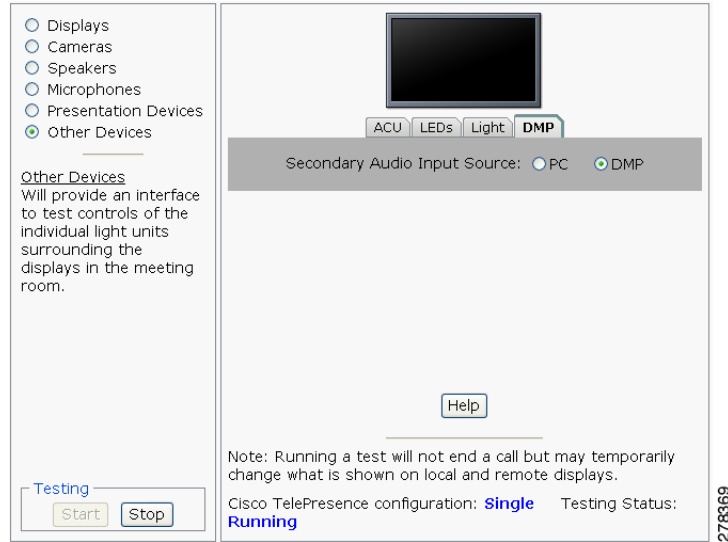 Displays
Cameras
Speakers
Microphones
Presentation Devices
Other Devices
Other Devices
Will provide an interface
to test controls of the
individual light units
surrounding the
displays in the meeting
room.
Testing
Start Stop
ACU LEDs Light DMP
Secondary Audio Input Source: PC DMP
Help
Note: Running a test will not end a call but may temporarily
change what is shown on local and remote displays.
Cisco TelePresence configuration: Single Testing Status:
Running
278369